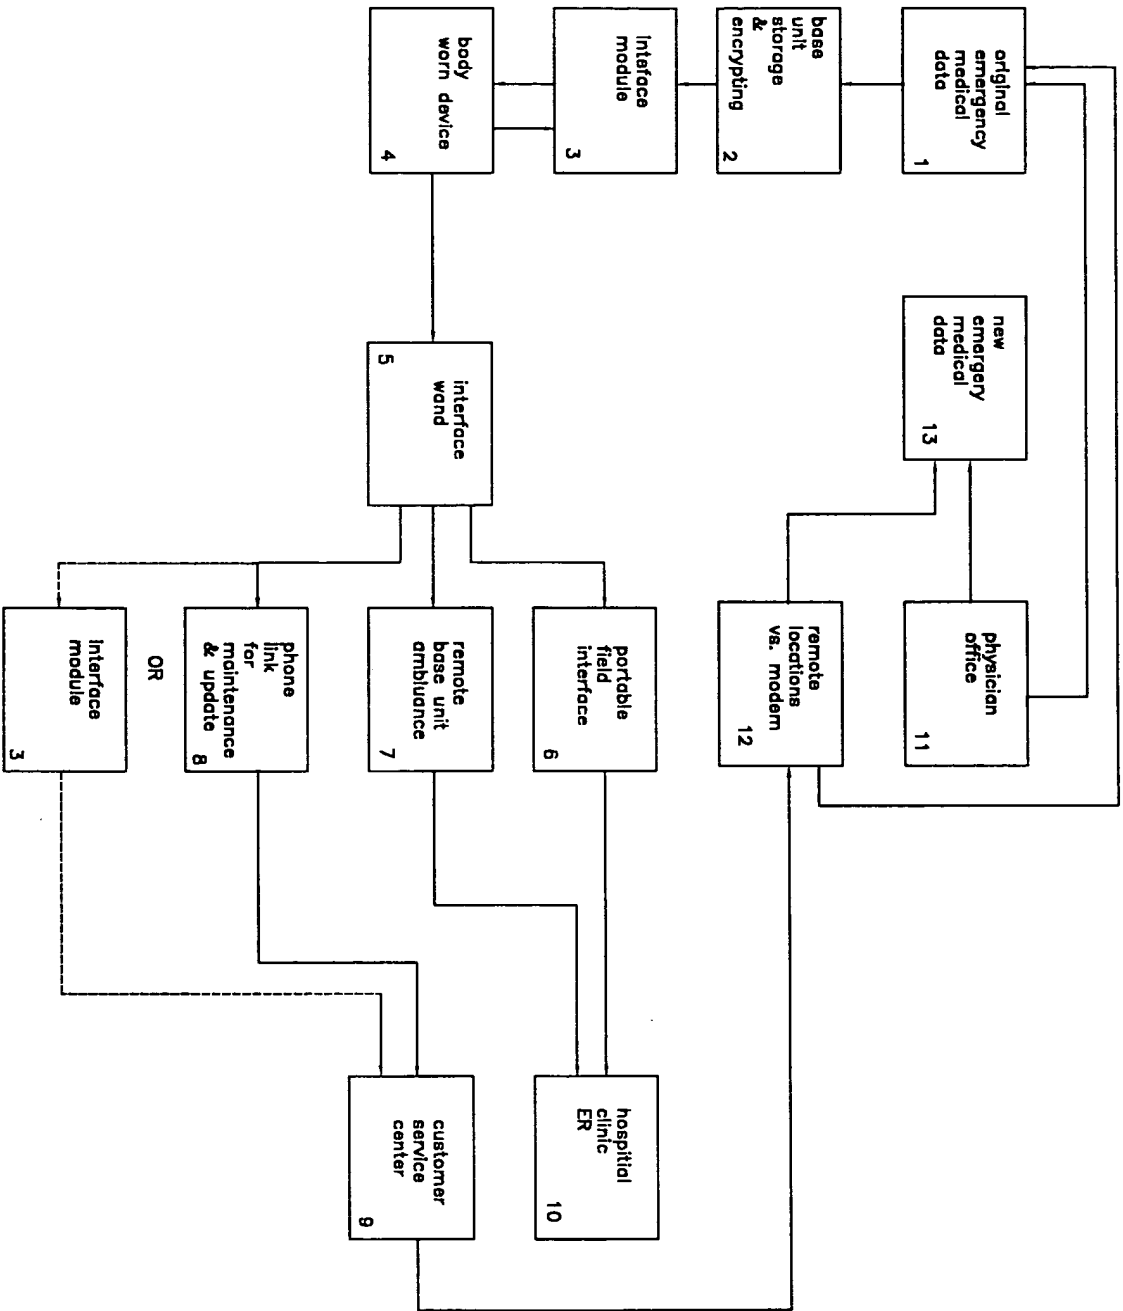 original
emergency
medical
data
1
new
emergery
medical
data
13
physician
office
11
base
unit
storage
&
encrypting
2
remote
locations
vs. modem
12
inteface
module
3
portable
field
interface
6
hospitial
clinic
ER
10
body
worn device
4
interface
wand
5
remote
base unit
ambluance
7
customer
service
center
9
phone
link
for
maintenance
& update
8
OR
interface
module
3